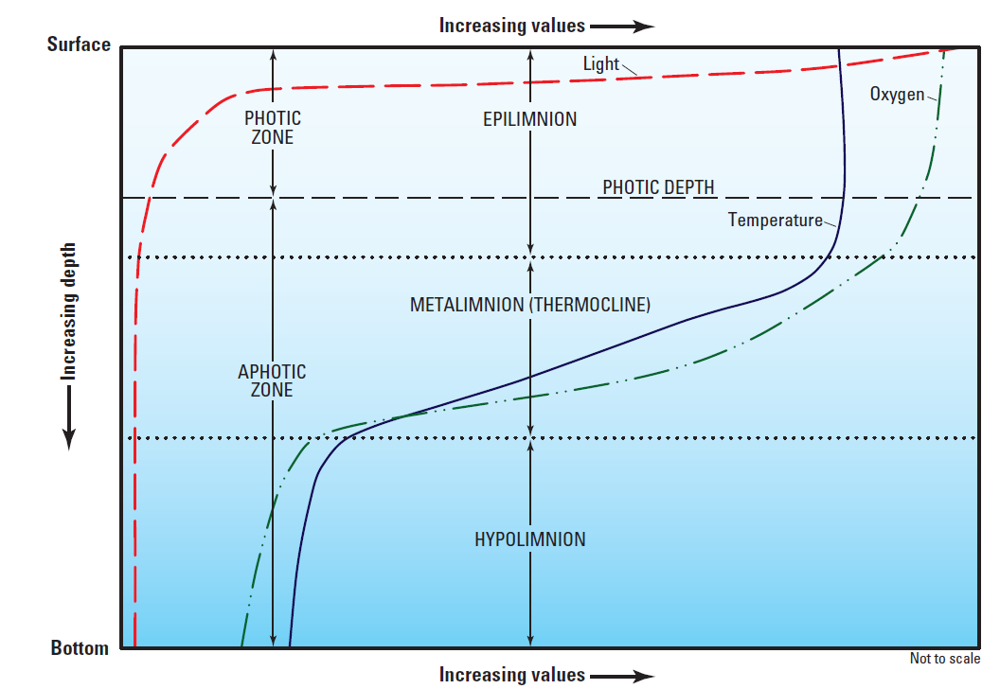 Increasing values
Surface
Light
Oxygen
PHOTIC
ZONE
EPILIMNION
PHOTIC DEPTH
Temperature
Increasing depth
METALIMNION (THERMOCLINE)
APHOTIC
ZONE
HYPOLIMNION
Bottom
Not to scale
Increasing values